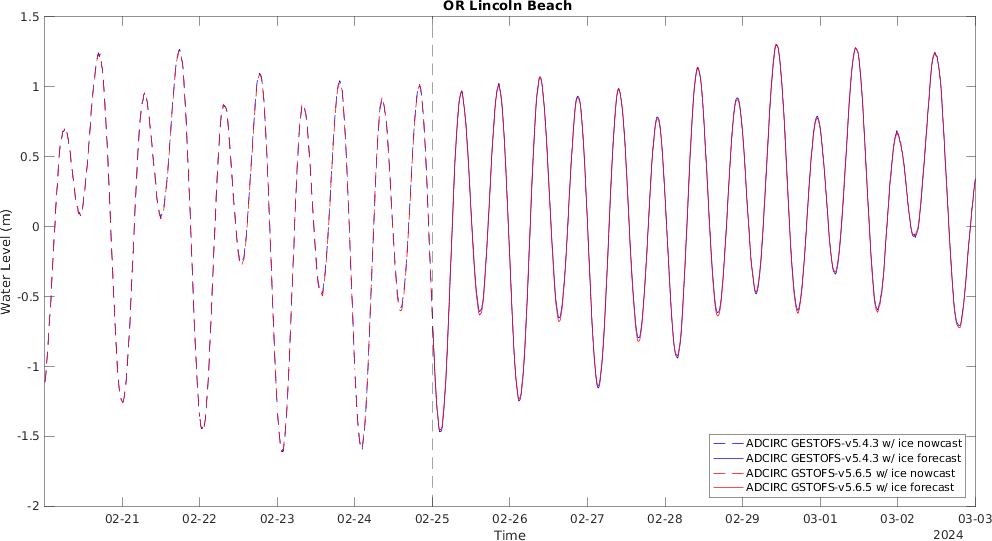 OR Lincoln Beach
1.5
1
0.5
0
-0.5
-1
-1.5
-2
Water Level (m)
02-21 02-22 02-23 02-24 02-25 02-26 02-27 02-28 02-29 03-01 03-02 03-03
Time
2024
ADCIRC GESTOFS-v5.4.3 w/ ice nowcast
ADCIRC GESTOFS-v5.4.3 w/ ice forecast
ADCIRC GSTOFS-v5.6.5 w/ ice nowcast
ADCIRC GSTOFS-v5.6.5 w/ ice forecast